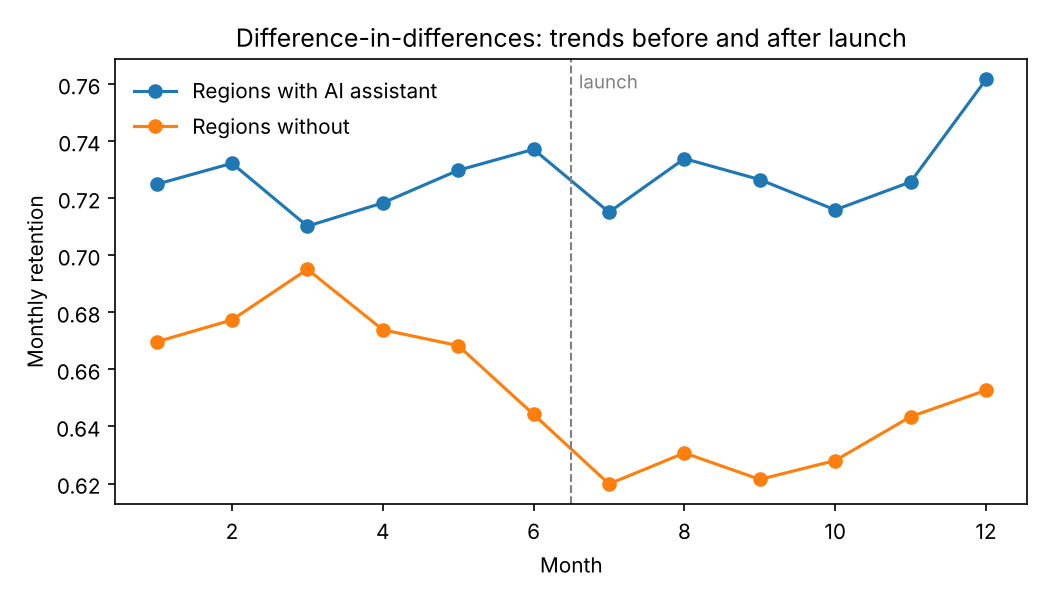 Difference-in-differences: trends before and after launch
Regions with AI assistant
Regions without
launch
Monthly retention
0.76
0.74
0.72
0.70
0.68
0.66
0.64
0.62
2 4 6 8 10 12
Month